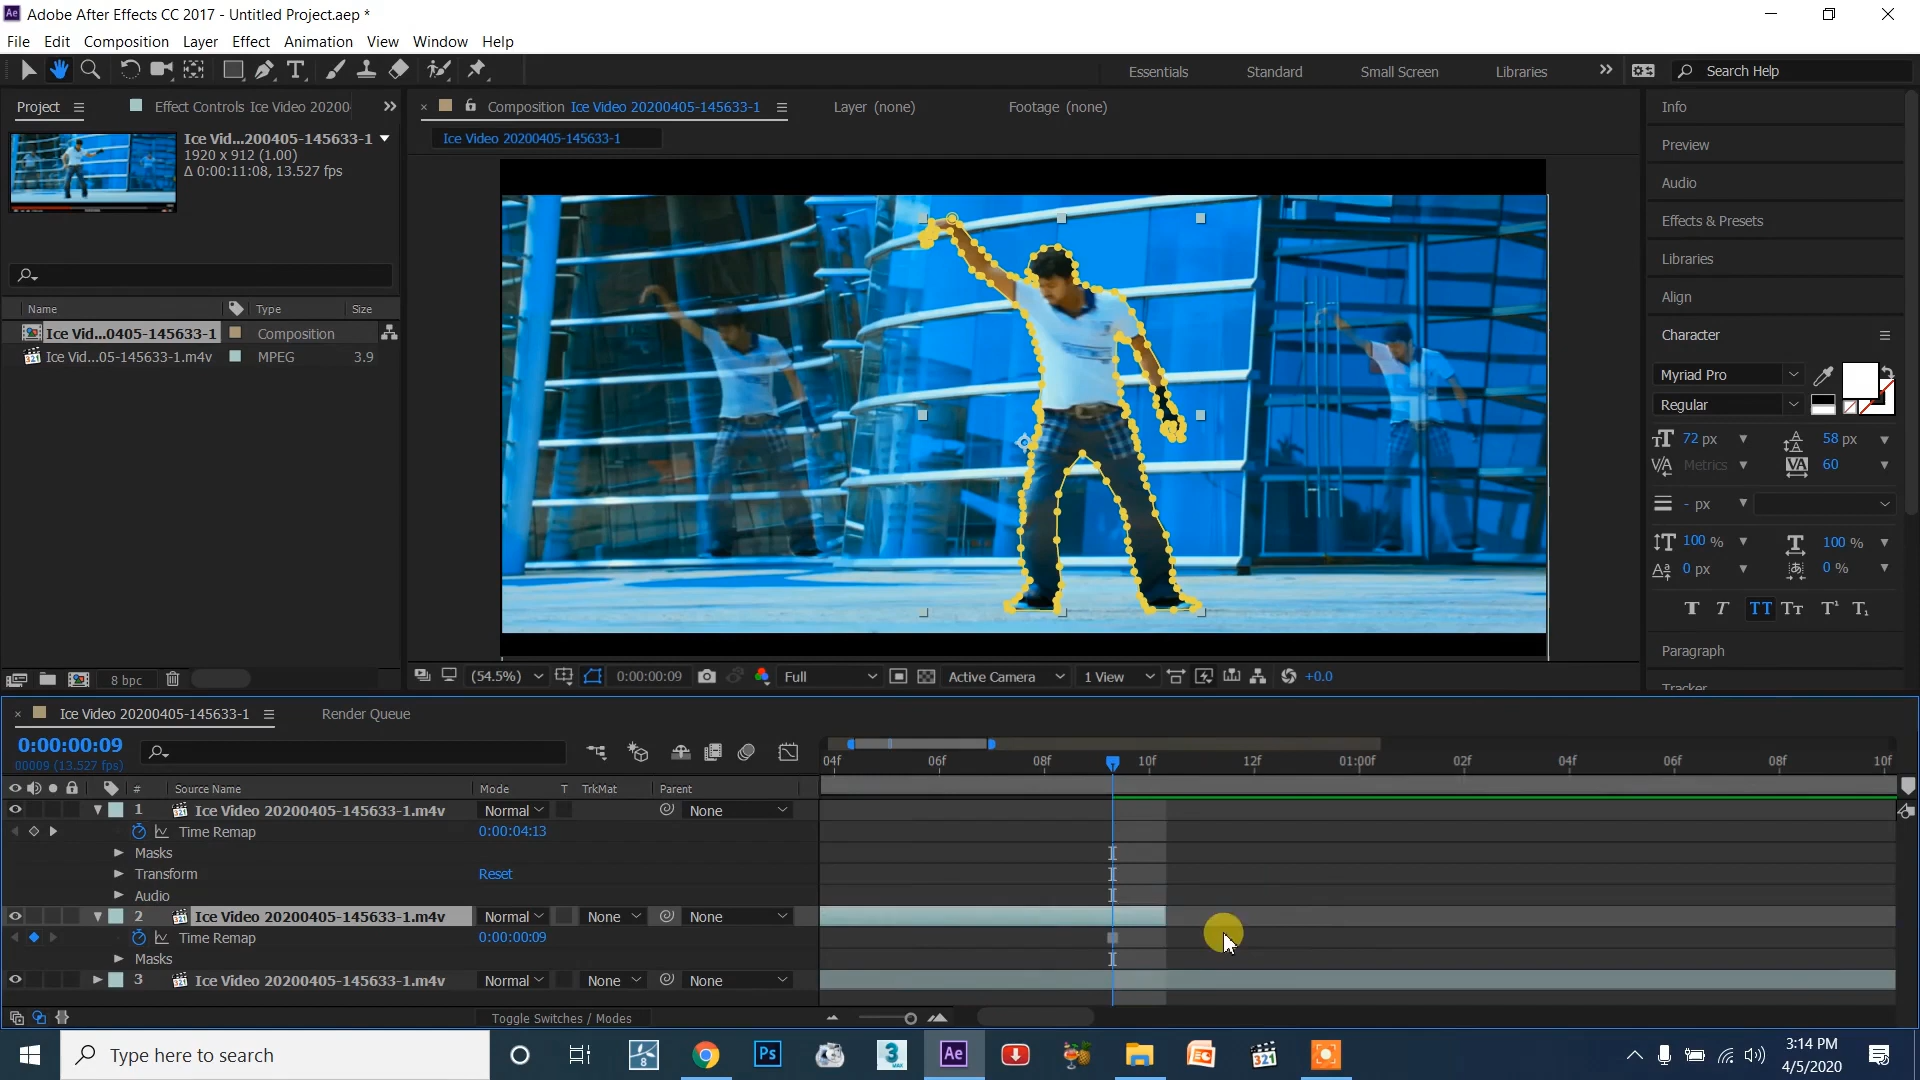 Adobe After Effects CC 2017 - Untitled Project.aep *
File Edit Composition Layer Effect Animation View Window Help
Essentials Standard Small Screen Libraries Search Help
Project Effect Controls Ice Video 20200
Composition Ice Video 20200405-145633-1 Layer (none) Footage (none)
Ice Video 20200405-145633-1
Ice Vid...200405-145633-1
1920 x 912 (1.00)
Δ 0:00:11:08, 13.527 fps
Name Type Size
Ice Vid...0405-145633-1 Composition
Ice Vid...05-145633-1.m4v MPEG 3.9
8 bpc
(54.5%) 0:00:00:09 Full Active Camera 1 View +0.0
Info
Preview
Audio
Effects & Presets
Libraries
Align
Character
Myriad Pro
Regular
72 px 58 px
Metrics 60
- px
100 % 100 %
0 px 0 %
Paragraph
Tracker
Ice Video 20200405-145633-1 Render Queue
0:00:00:09
00009 (13.527 fps)
04f 06f 08f 10f 12f 01:00f 02f 04f 06f 08f 10f
# Source Name Mode T TrkMat Parent
1 Ice Video 20200405-145633-1.m4v Normal None
Time Remap 0:00:04:13
Masks
Transform Reset
Audio
2 Ice Video 20200405-145633-1.m4v Normal None None
Time Remap 0:00:00:09
Masks
3 Ice Video 20200405-145633-1.m4v Normal None None
Toggle Switches / Modes
Type here to search
3:14 PM
4/5/2020